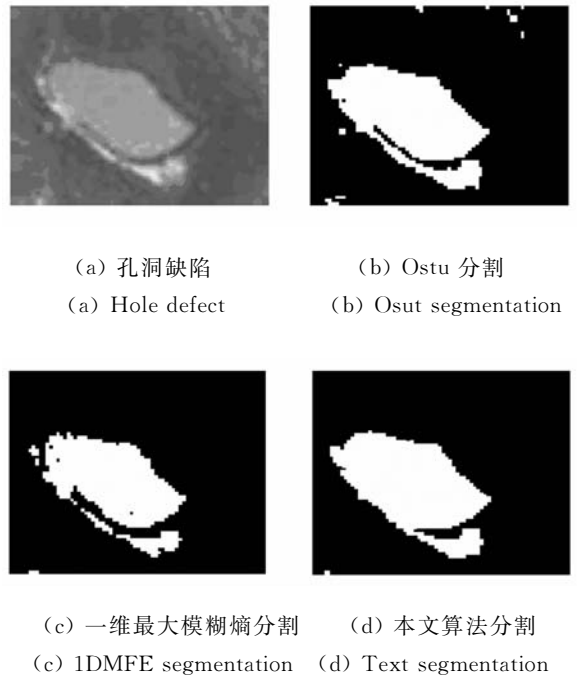 (a) 孔洞缺陷
(a) Hole defect
(b) Ostu 分割
(b) Osut segmentation
(c) 一维最大模糊熵分割
(c) 1DMFE segmentation
(d) 本文算法分割
(d) Text segmentation